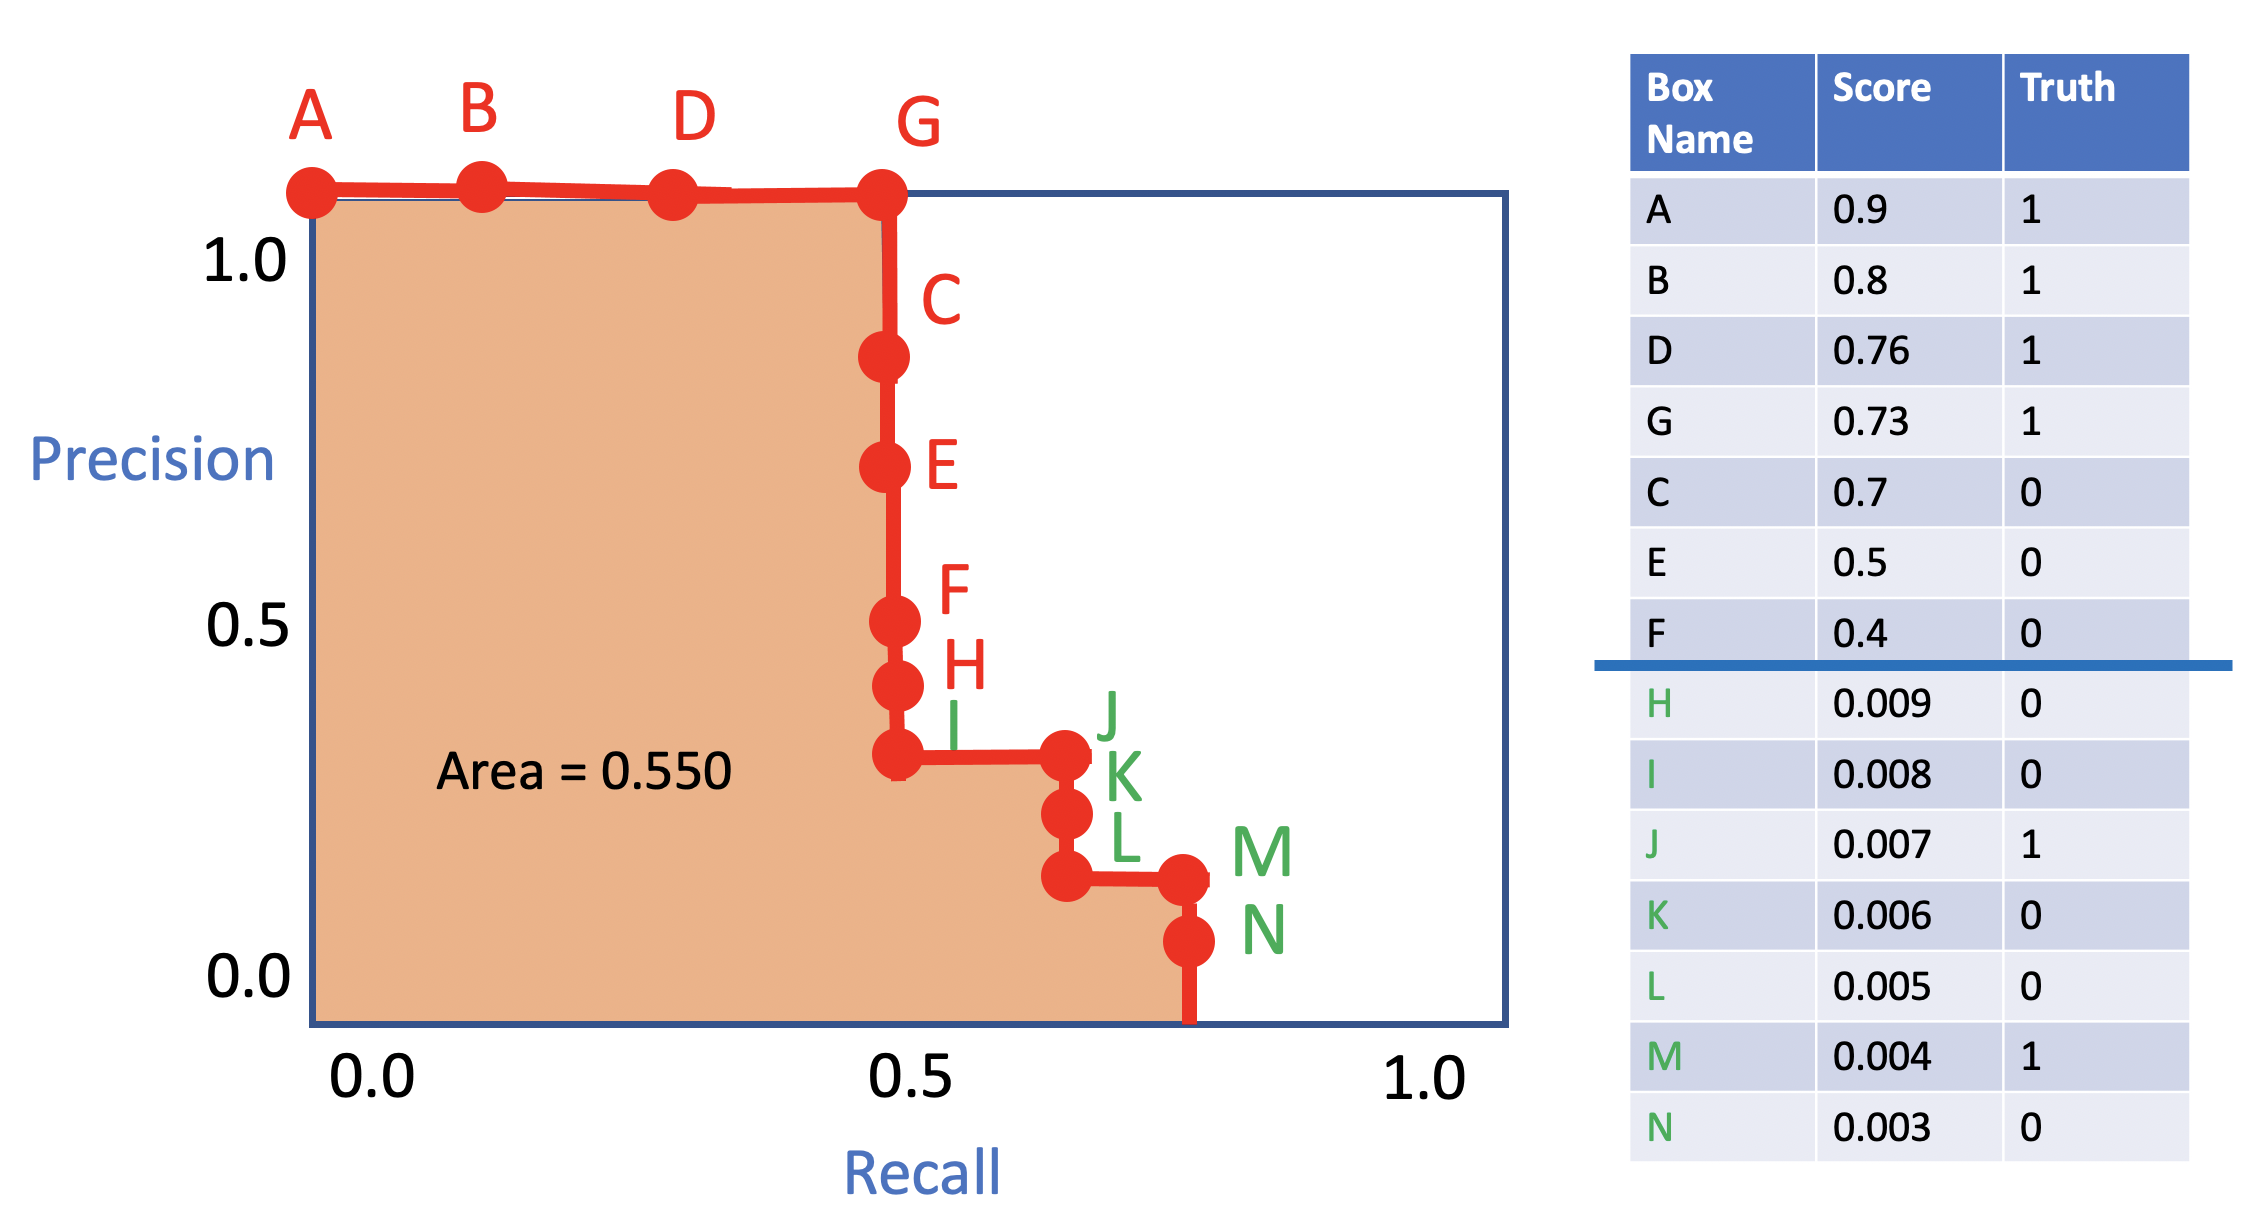 A
B
D
G
1.0
C
Precision
E
0.5
F
H
I
J
Area = 0.550
K
L
M
N
0.0
0.0
0.5
1.0
Recall
Box Name Score Truth
A 0.9 1
B 0.8 1
D 0.76 1
G 0.73 1
C 0.7 0
E 0.5 0
F 0.4 0
H 0.009 0
I 0.008 0
J 0.007 1
K 0.006 0
L 0.005 0
M 0.004 1
N 0.003 0